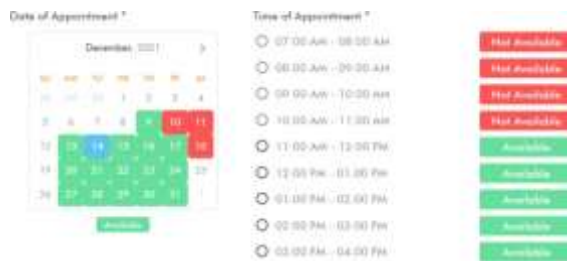 Date of Appointment *
December 2021
1 2 3 4
5 6 7 8 9 10 11
12 13 14 15 16 17 18
19 20 21 22 23 24 25
26 27 28 29 30 31 1
Available
Time of Appointment *
07:00 AM - 08:00 AM Not Available
08:00 AM - 09:00 AM Not Available
09:00 AM - 10:00 AM Not Available
10:00 AM - 11:00 AM Not Available
11:00 AM - 12:00 PM Available
12:00 PM - 01:00 PM Available
01:00 PM - 02:00 PM Available
02:00 PM - 03:00 PM Available
03:00 PM - 04:00 PM Available